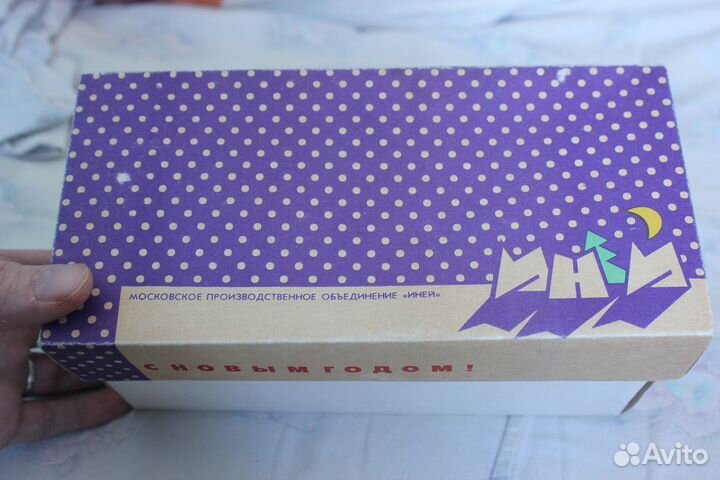 ИНЕЙ
МОСКОВСКОЕ ПРОИЗВОДСТВЕННОЕ ОБЪЕДИНЕНИЕ «ИНЕЙ»
С НОВЫМ ГОДОМ!
Avito